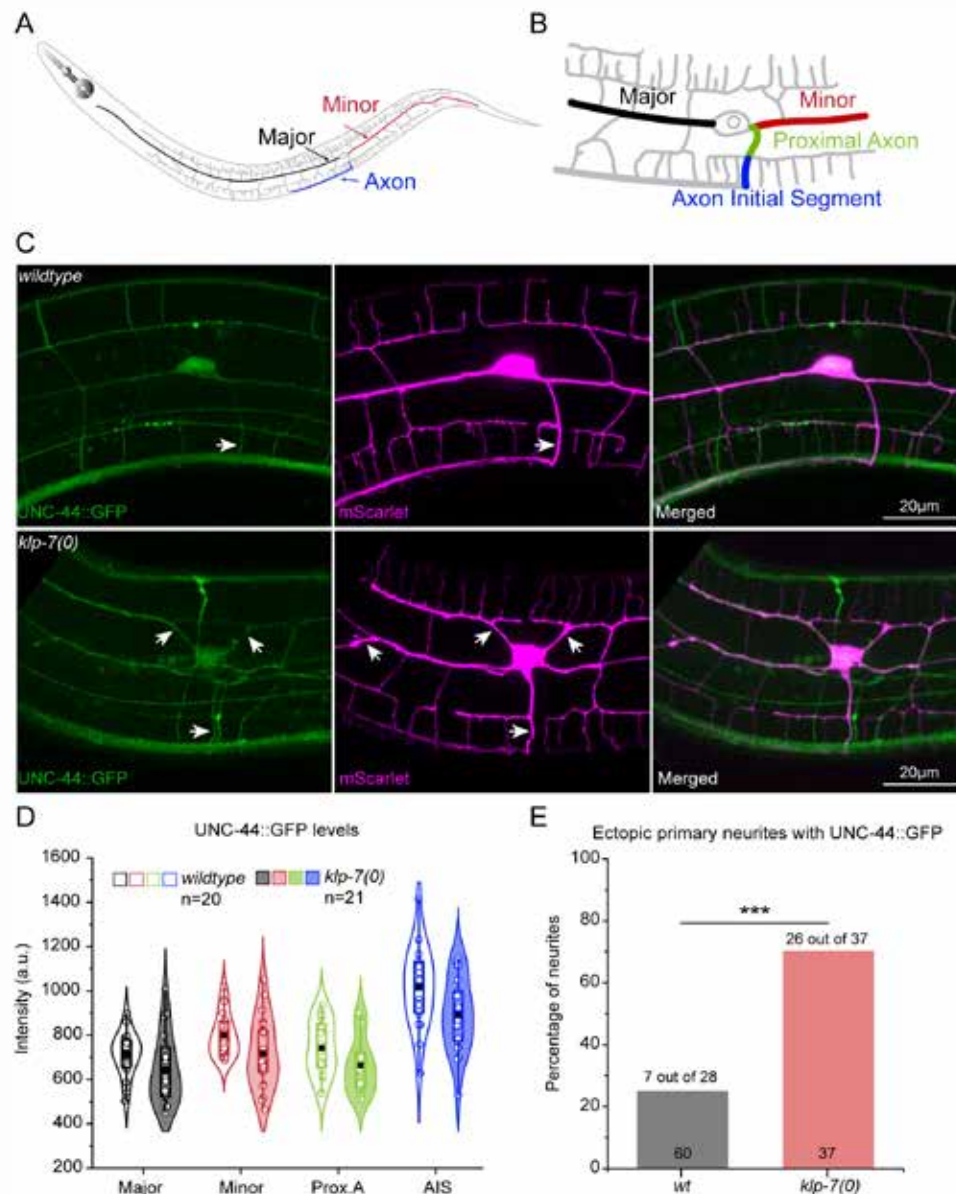 A
Minor
Major
Axon
B
Major
Minor
Proximal Axon
Axon Initial Segment
C
wildtype
UNC-44::GFP
mScarlet
Merged
20μm
klp-7(0)
UNC-44::GFP
mScarlet
Merged
20μm
D
UNC-44::GFP levels
wildtype
n=20
klp-7(0)
n=21
Intensity (a.u.)
1600
1400
1200
1000
800
600
400
200
Major
Minor
Prox.A
AIS
E
Ectopic primary neurites with UNC-44::GFP
Percentage of neurites
100
80
60
40
20
0
***
7 out of 28
26 out of 37
60
37
wt
klp-7(0)